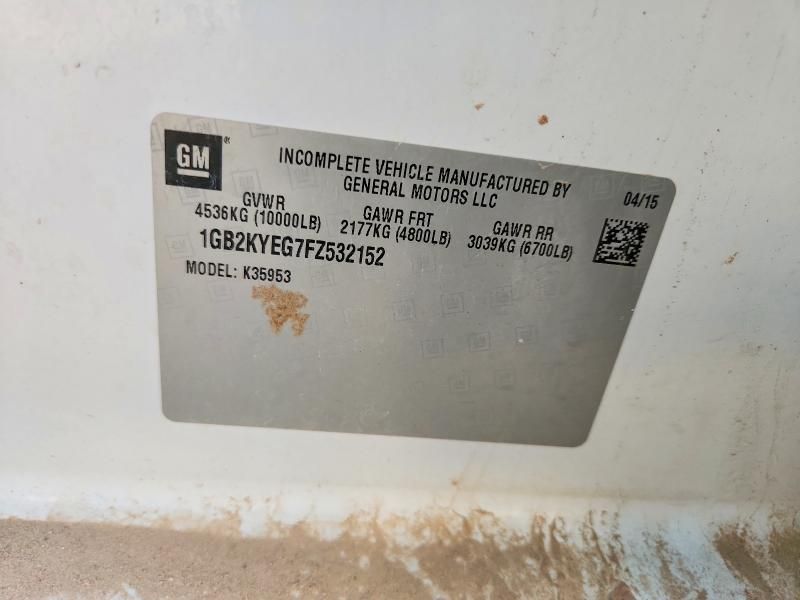 GM
INCOMPLETE VEHICLE MANUFACTURED BY
GENERAL MOTORS LLC
04/15
GVWR
4536KG (10000LB)
GAWR FRT
2177KG (4800LB)
GAWR RR
3039KG (6700LB)
1GB2KYEG7FZ532152
MODEL: K35953